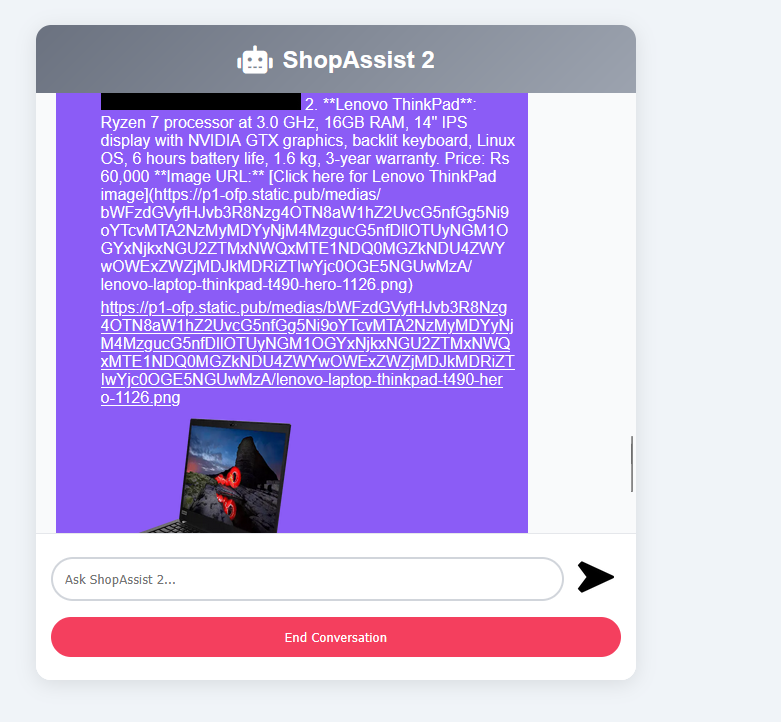 ShopAssist 2
2. **Lenovo ThinkPad**:
Ryzen 7 processor at 3.0 GHz, 16GB RAM, 14" IPS
display with NVIDIA GTX graphics, backlit keyboard, Linux
OS, 6 hours battery life, 1.6 kg, 3-year warranty. Price: Rs
60,000 **Image URL:** [Click here for Lenovo ThinkPad
image](https://p1-ofp.static.pub/medias/
bWFzdGVyfHJvb3R8Nzg4OTN8aW1hZ2UvcG5nfGg5Ni9
oYTcvMTA2NzMyMDYyNjM4MzgucG5nfDllOTUyNGM1O
GYxNjkxNGU2ZTMxNWQxMTE1NDQ0MGZkNDU4ZWY
wOWExZWZjMDJkMDRiZTIwYjc0OGE5NGUwMzA/
lenovo-laptop-thinkpad-t490-hero-1126.png)
https://p1-ofp.static.pub/medias/bWFzdGVyfHJvb3R8Nzg
4OTN8aW1hZ2UvcG5nfGg5Ni9oYTcvMTA2NzMyMDYyNj
M4MzgucG5nfDllOTUyNGM1OGYxNjkxNGU2ZTMxNWQ
xMTE1NDQ0MGZkNDU4ZWYwOWExZWZjMDJkMDRiZT
IwYjc0OGE5NGUwMzA/lenovo-laptop-thinkpad-t490-her
o-1126.png
Ask ShopAssist 2...
End Conversation